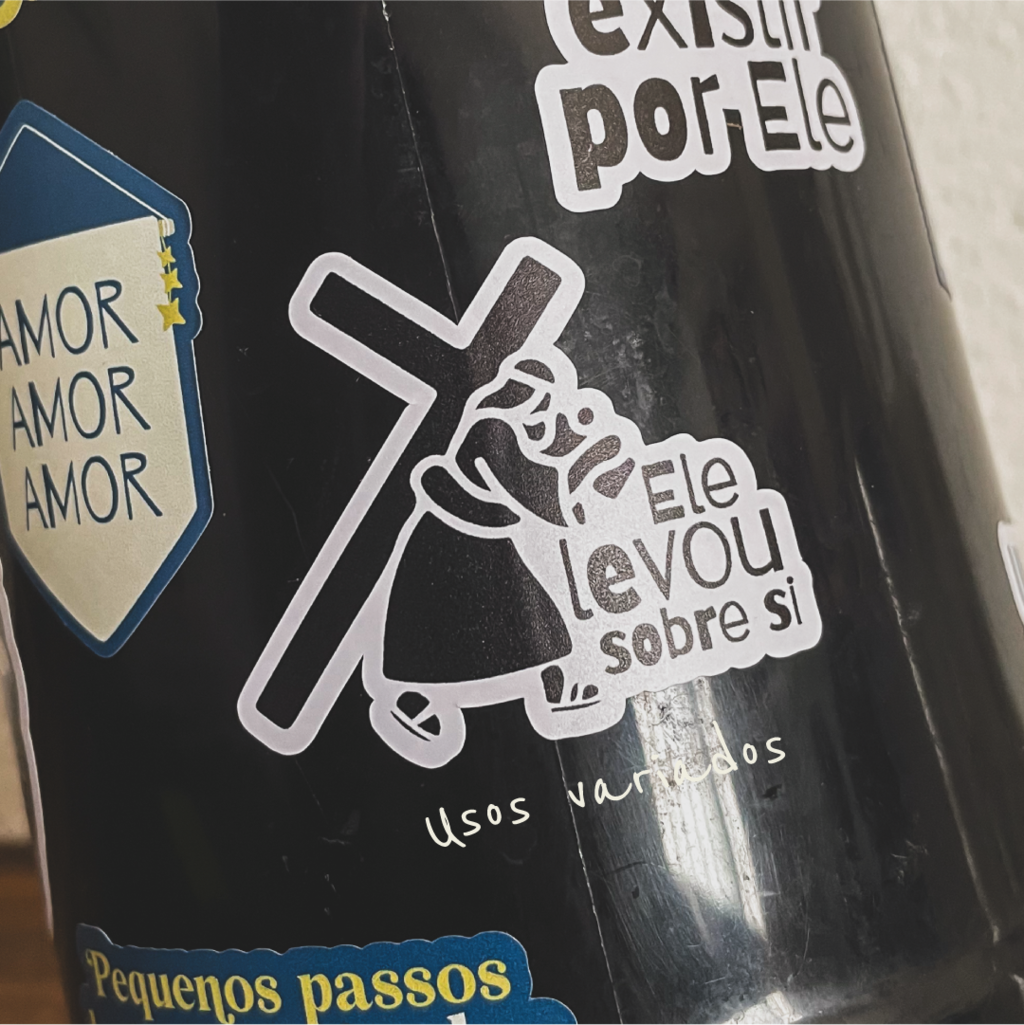 existir
por Ele
AMOR
AMOR
AMOR
Ele
levou
sobre si
usos variados
Pequenos passos